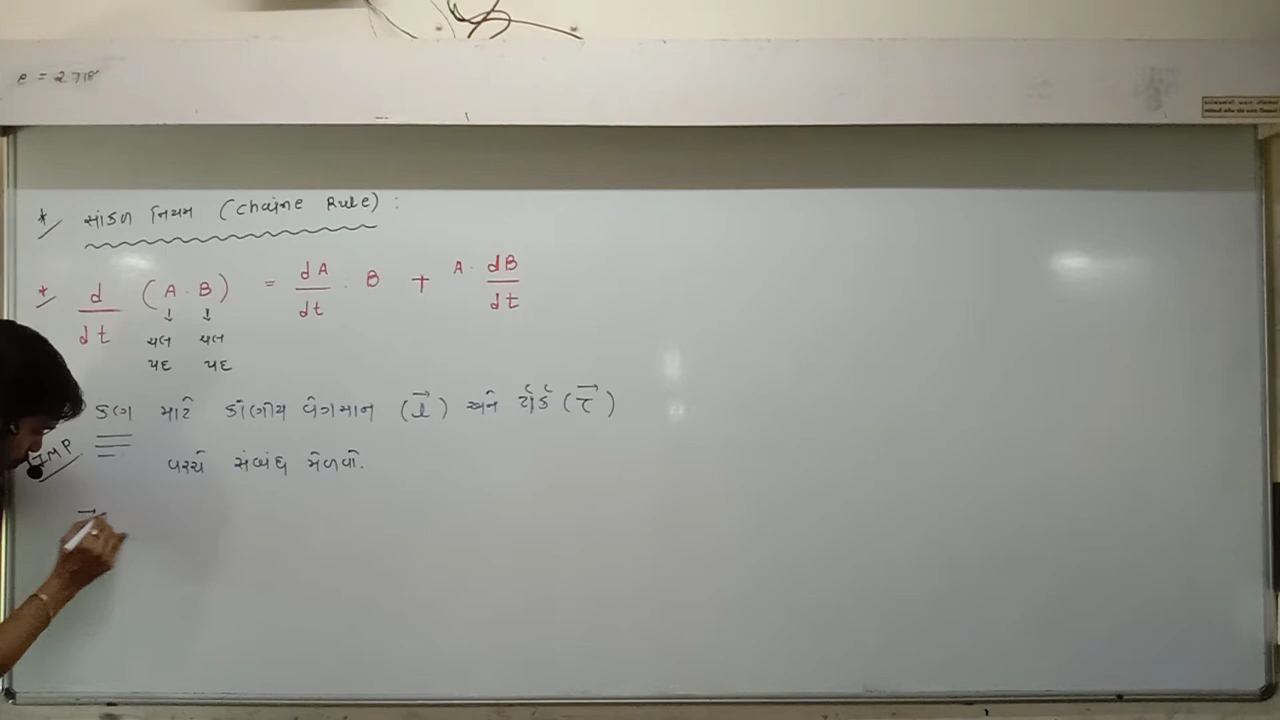 e = 2.718
* સાંકળ નિયમ (Chaine Rule) :
* d/dt (A · B) = dA/dt · B + A · dB/dt
↓ ↓
ચલ ચલ
પદ પદ
કણ માટે કોણીય વેગમાન (l⃗) અને ટોર્ક (τ⃗)
IMP
વચ્ચે સંબંધ મેળવો.